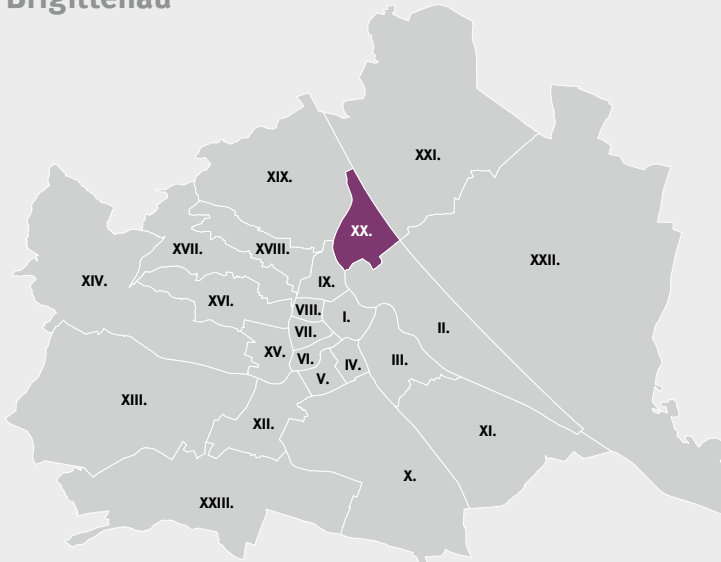 Brigittenau
XXI.
XIX.
XX.
XVII.
XVIII.
XXII.
XIV.
IX.
XVI.
VIII.
I.
II.
VII.
XV.
VI.
IV.
III.
V.
XIII.
XII.
XI.
X.
XXIII.